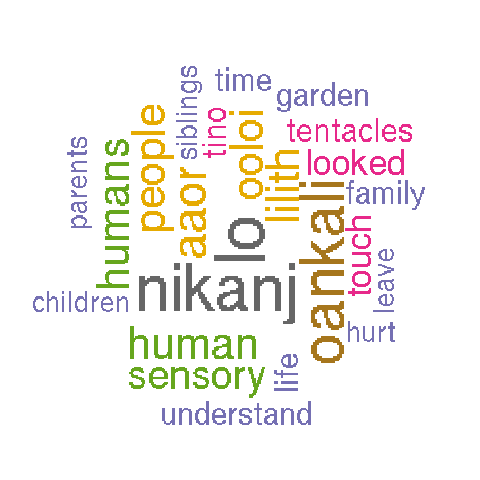 time
siblings
garden
people
tino
ooloi
tentacles
parents
humans
aaor
lilith
looked
oankali
family
lo
touch
leave
nikanj
children
human
hurt
sensory
life
understand